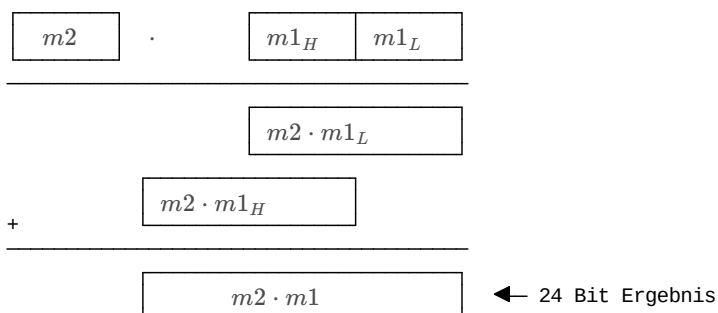 m2 · m1_H m1_L
m2 · m1_L
m2 · m1_H
+
m2 · m1 ← 24 Bit Ergebnis